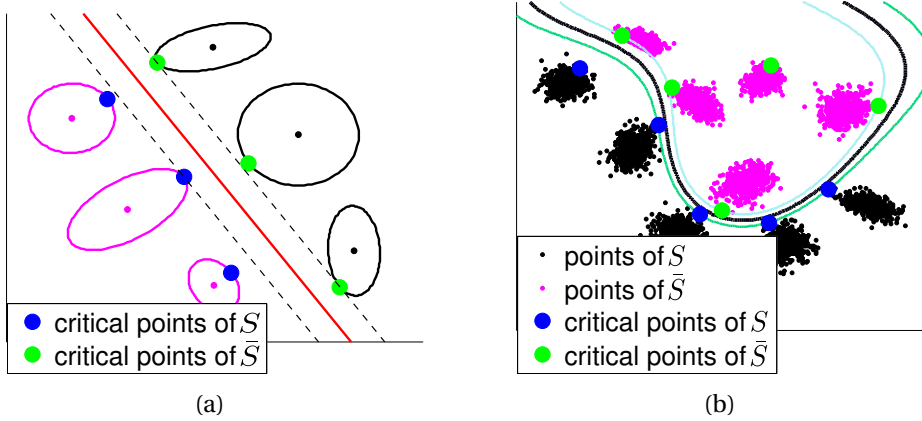 critical points of S
critical points of S̄
(a)
points of S
points of S̄
critical points of S
critical points of S̄
(b)